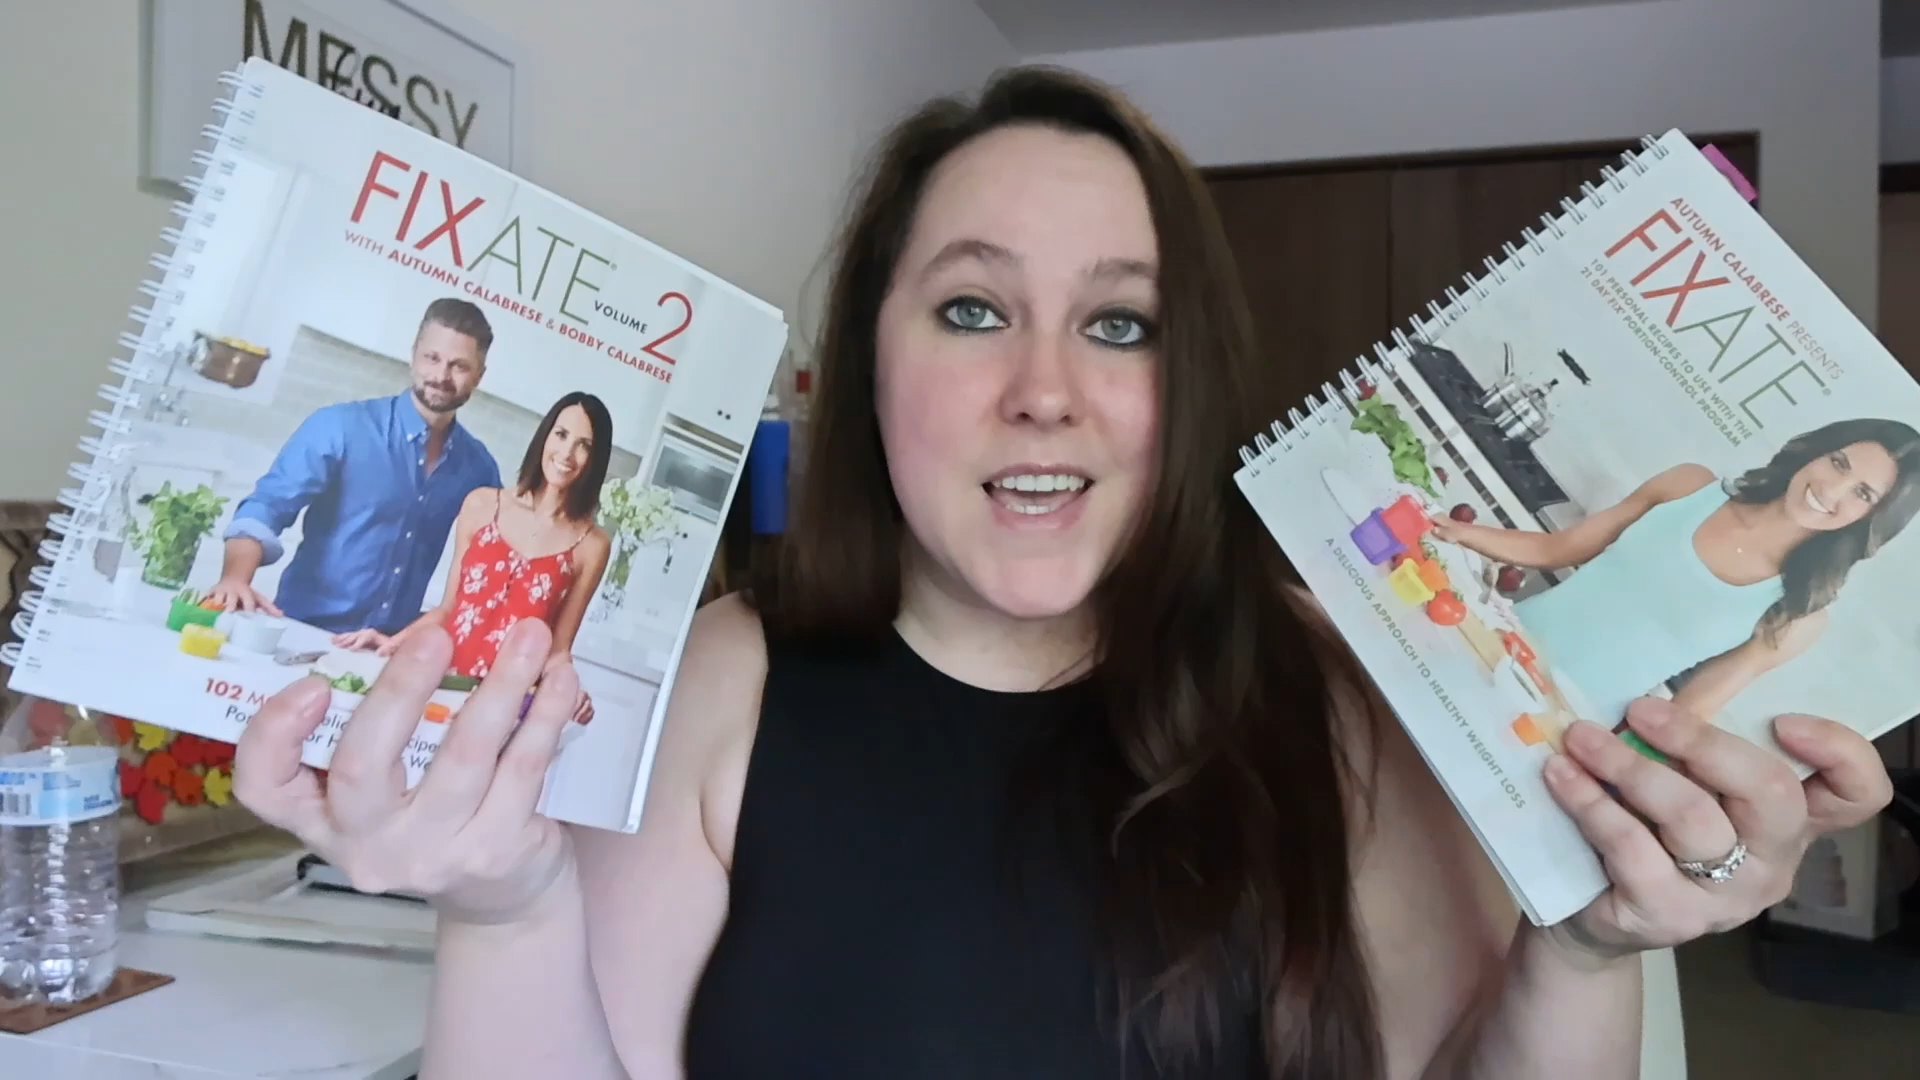 MESSY
FIXATE®
VOLUME 2
WITH AUTUMN CALABRESE & BOBBY CALABRESE
102
AUTUMN CALABRESE PRESENTS
FIXATE®
101 PERSONAL RECIPES TO USE WITH THE
21 DAY FIX® PORTION-CONTROL PROGRAM
A DELICIOUS APPROACH TO HEALTHY WEIGHT LOSS